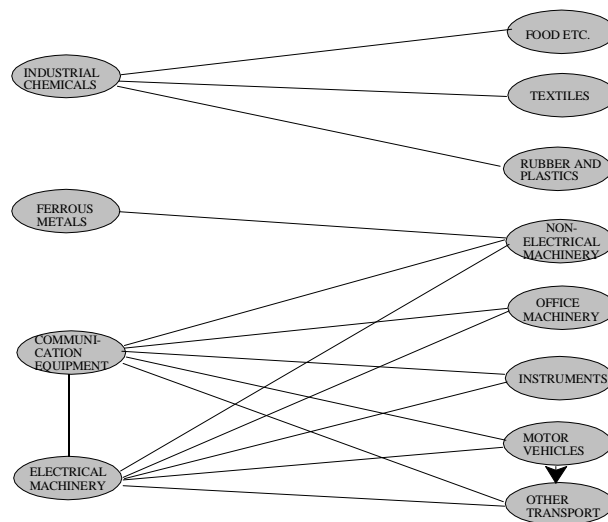 FOOD ETC.
INDUSTRIAL
CHEMICALS
TEXTILES
RUBBER AND
PLASTICS
FERROUS
METALS
NON-
ELECTRICAL
MACHINERY
OFFICE
MACHINERY
COMMUNI-
CATION
EQUIPMENT
INSTRUMENTS
MOTOR
VEHICLES
ELECTRICAL
MACHINERY
OTHER
TRANSPORT